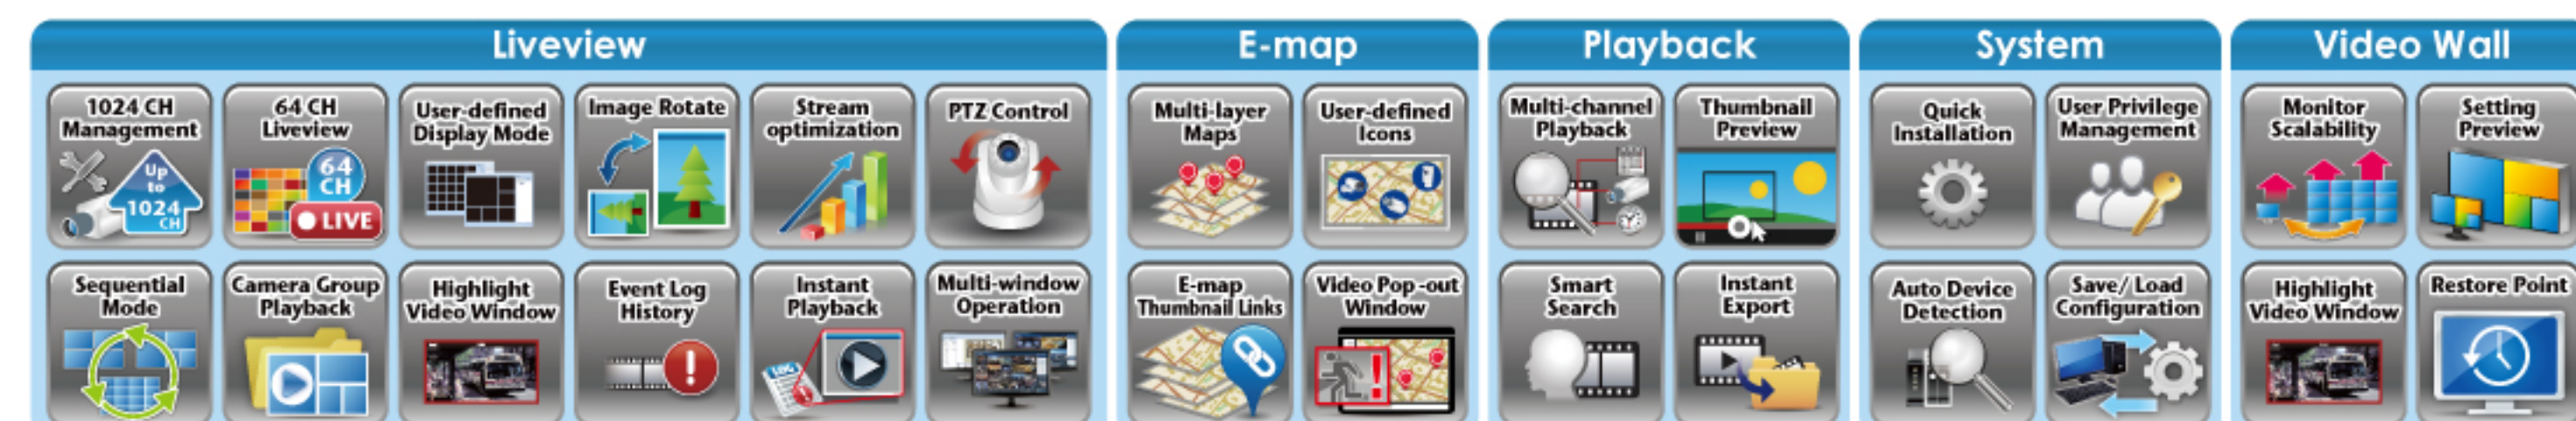 Liveview
1024 CH
Management
Up
to
1024
CH
64 CH
Liveview
64
CH
LIVE
User-defined
Display Mode
Image Rotate
Stream
optimization
PTZ Control
Sequential
Mode
Camera Group
Playback
Highlight
Video Window
Event Log
History
Instant
Playback
LOG
Multi-window
Operation
E-map
Multi-layer
Maps
User-defined
Icons
E-map
Thumbnail Links
Video Pop -out
Window
Playback
Multi-channel
Playback
Thumbnail
Preview
Smart
Search
Instant
Export
System
Quick
Installation
User Privilege
Management
Auto Device
Detection
Save/ Load
Configuration
Video Wall
Monitor
Scalability
Setting
Preview
Highlight
Video Window
Restore Point